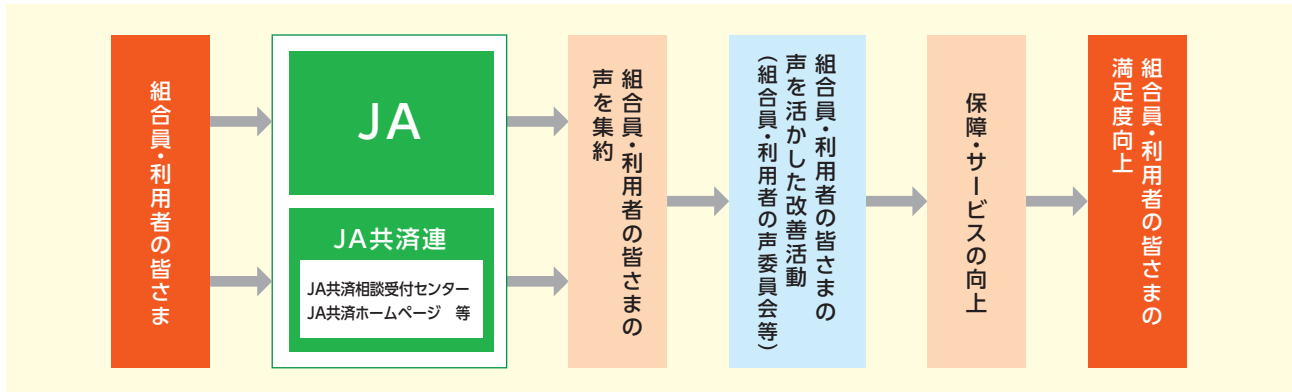 組合員・利用者の皆さま
JA
JA共済連
JA共済相談受付センター
JA共済ホームページ　等
組合員・利用者の皆さまの
声を集約
組合員・利用者の皆さまの
声を活かした改善活動
（組合員・利用者の声委員会等）
保障・サービスの向上
組合員・利用者の皆さまの
満足度向上